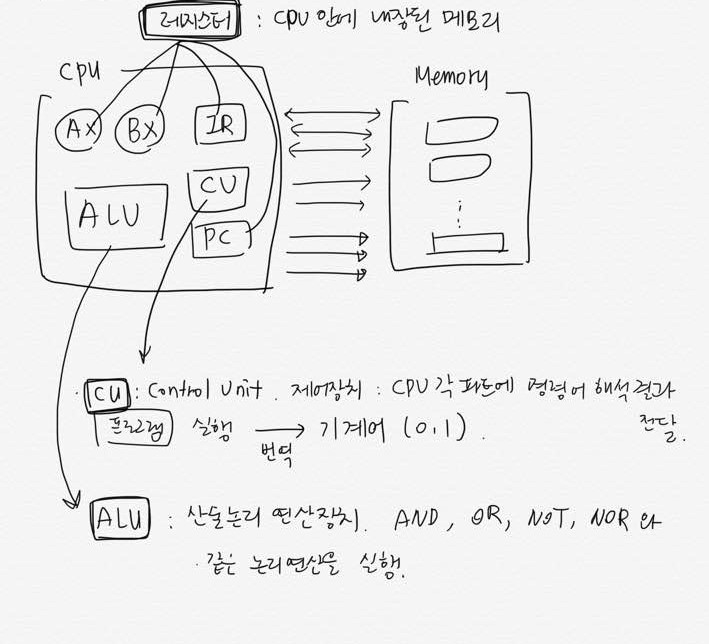 레지스터 : CPU 안에 내장된 메모리
CPU
Memory
AX BX IR
CU
ALU
PC
CU : Control Unit. 제어장치 : CPU 각 파트에 명령어 해석 결과
전달.
프로그램 실행 → 기계어 (0,1).
번역
ALU : 산술논리 연산장치. AND, OR, NOT, NOR 와
같은 논리연산을 실행.